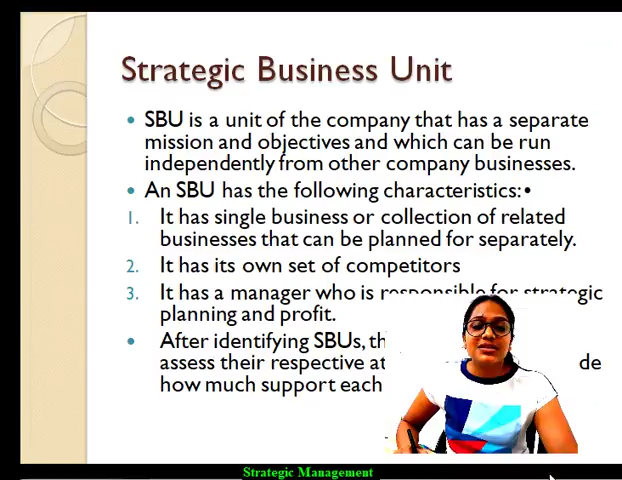 Strategic Business Unit
• SBU is a unit of the company that has a separate
mission and objectives and which can be run
independently from other company businesses.
• An SBU has the following characteristics:•
1. It has single business or collection of related
businesses that can be planned for separately.
2. It has its own set of competitors
3. It has a manager who is responsible for strategic
planning and profit.
• After identifying SBUs,
assess their respective
how much support each
Strategic Management